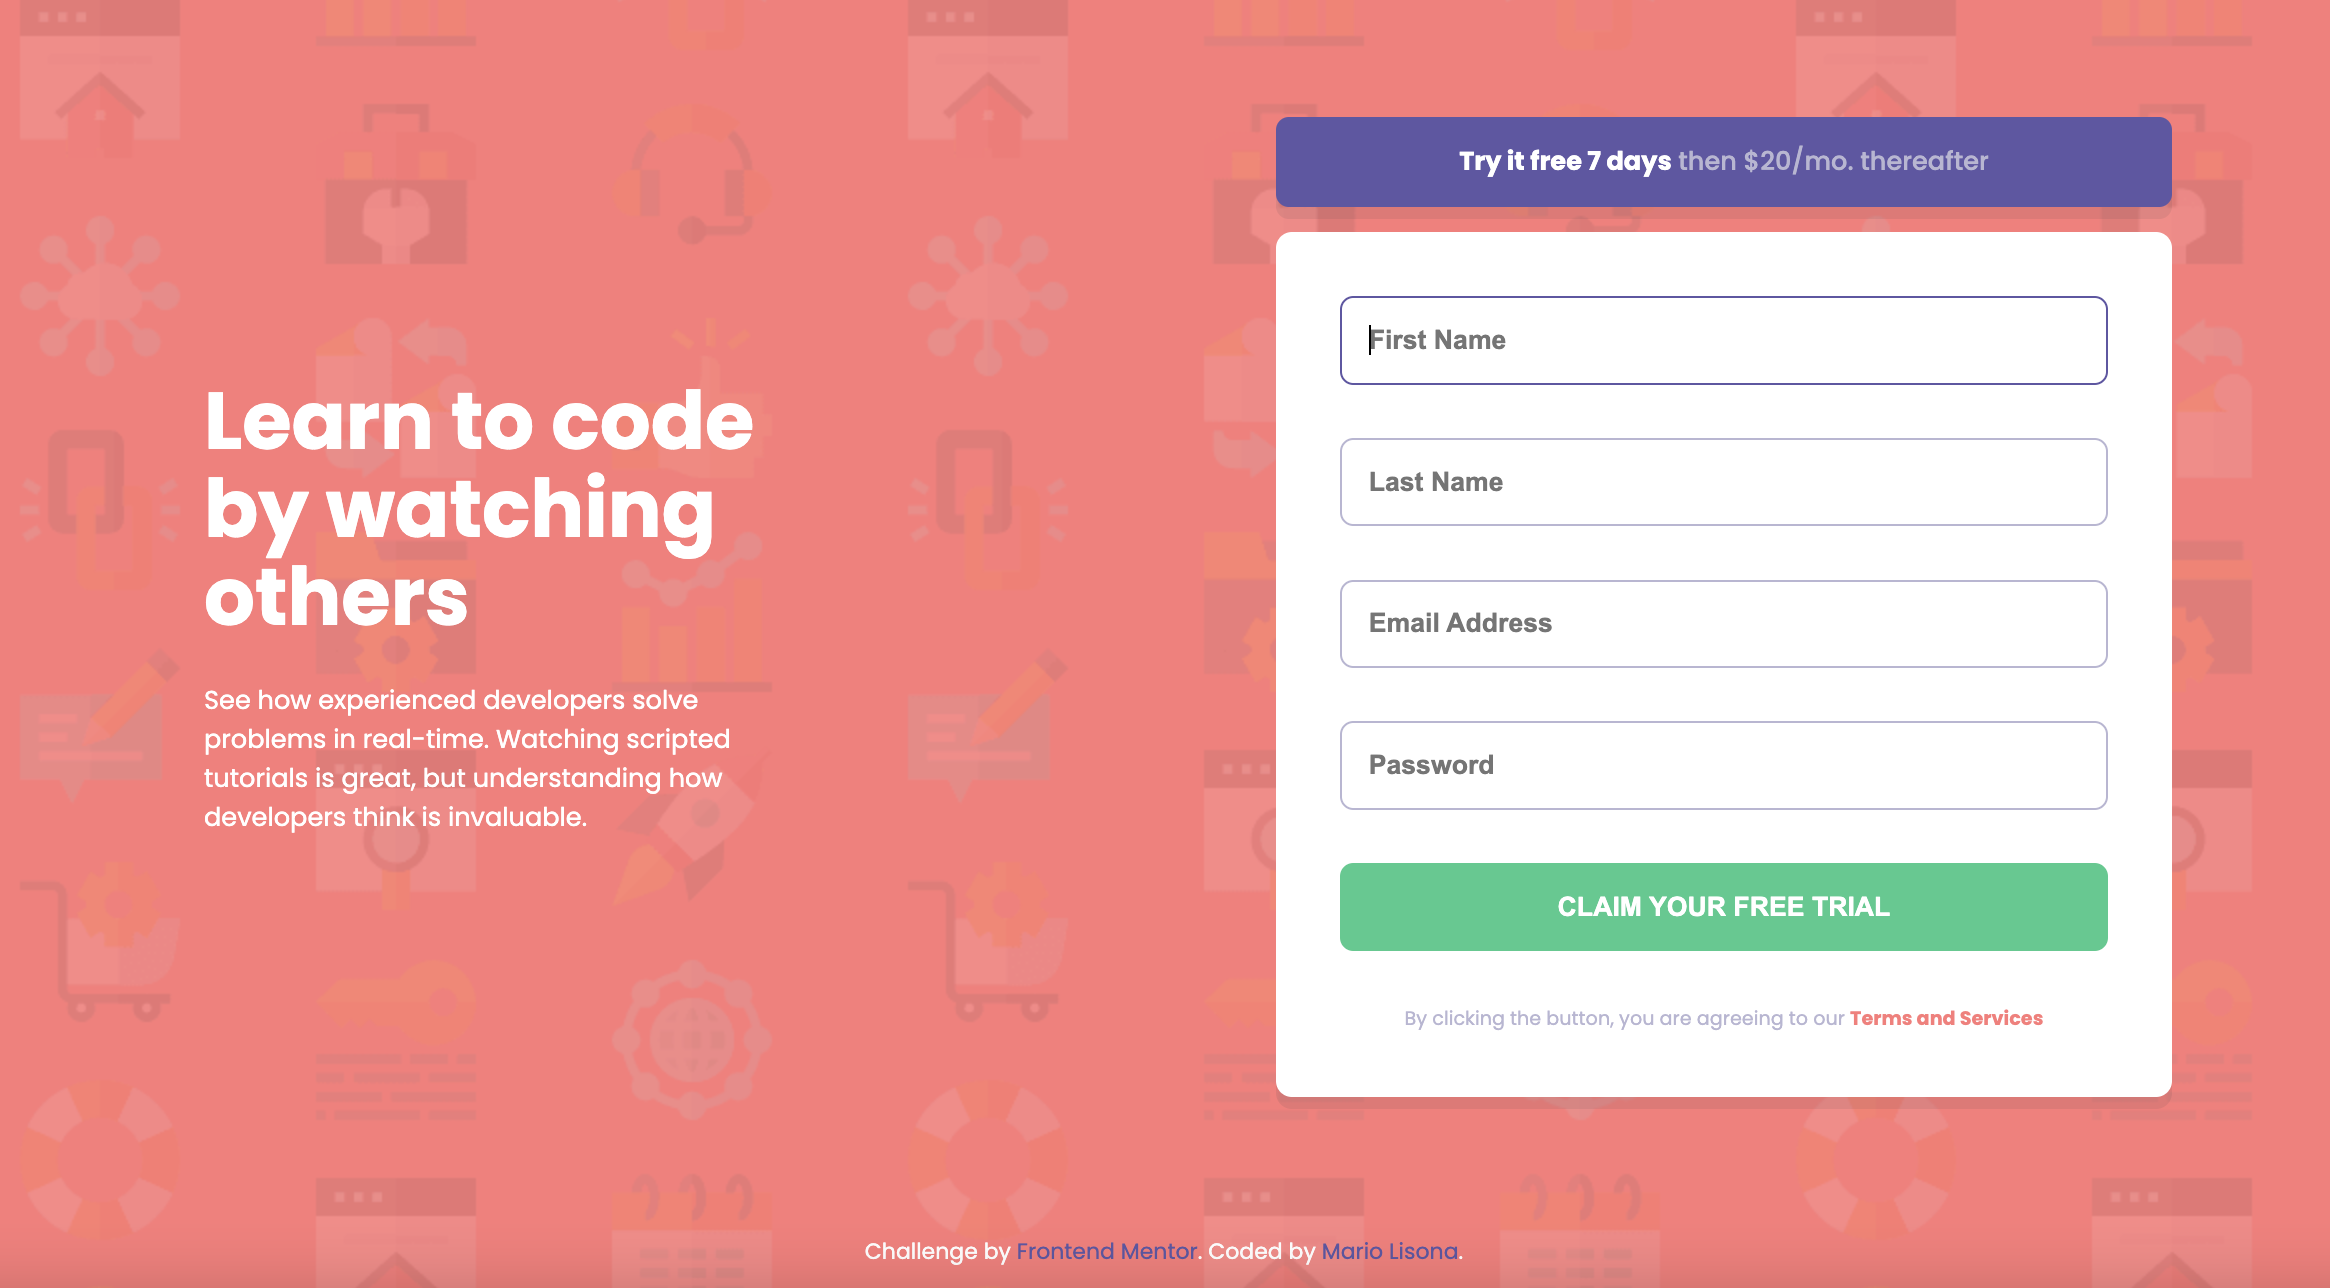 Learn to code
by watching
others
See how experienced developers solve
problems in real-time. Watching scripted
tutorials is great, but understanding how
developers think is invaluable.
Try it free 7 days then $20/mo. thereafter
First Name
Last Name
Email Address
Password
CLAIM YOUR FREE TRIAL
By clicking the button, you are agreeing to our Terms and Services
Challenge by Frontend Mentor. Coded by Mario Lisona.